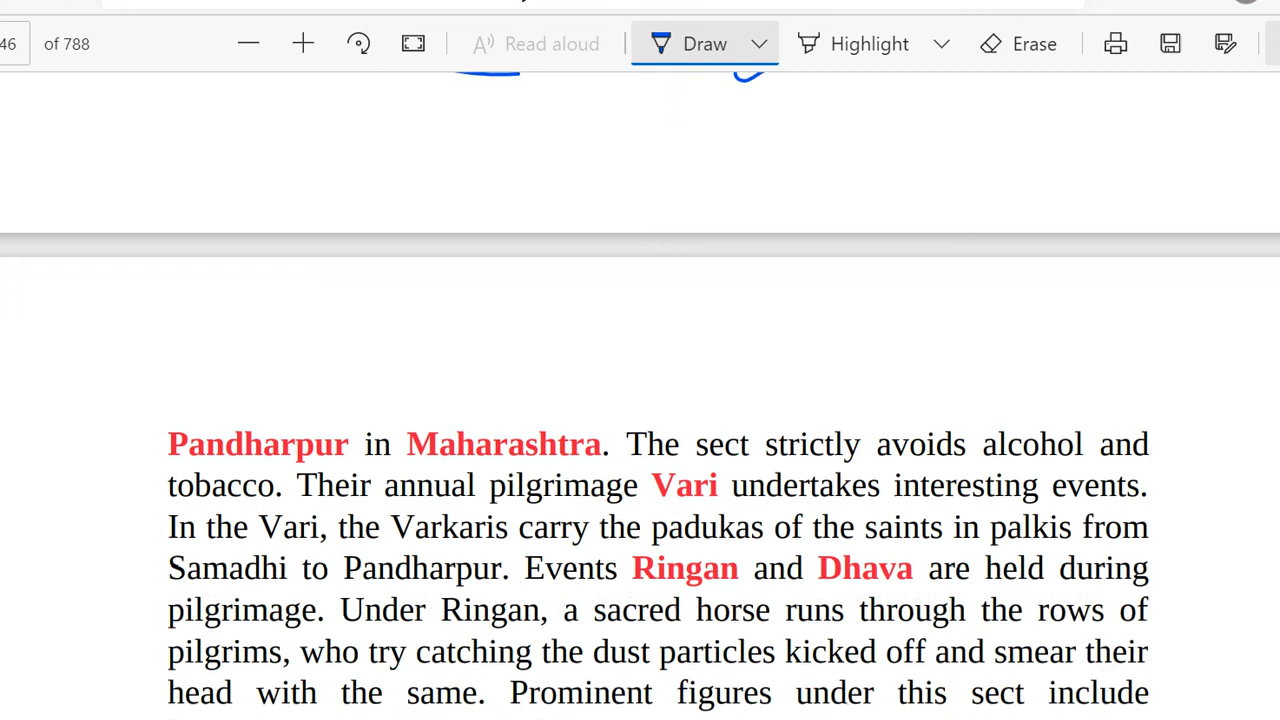 46 of 788 Read aloud Draw Highlight Erase
Pandharpur in Maharashtra. The sect strictly avoids alcohol and
tobacco. Their annual pilgrimage Vari undertakes interesting events.
In the Vari, the Varkaris carry the padukas of the saints in palkis from
Samadhi to Pandharpur. Events Ringan and Dhava are held during
pilgrimage. Under Ringan, a sacred horse runs through the rows of
pilgrims, who try catching the dust particles kicked off and smear their
head with the same. Prominent figures under this sect include